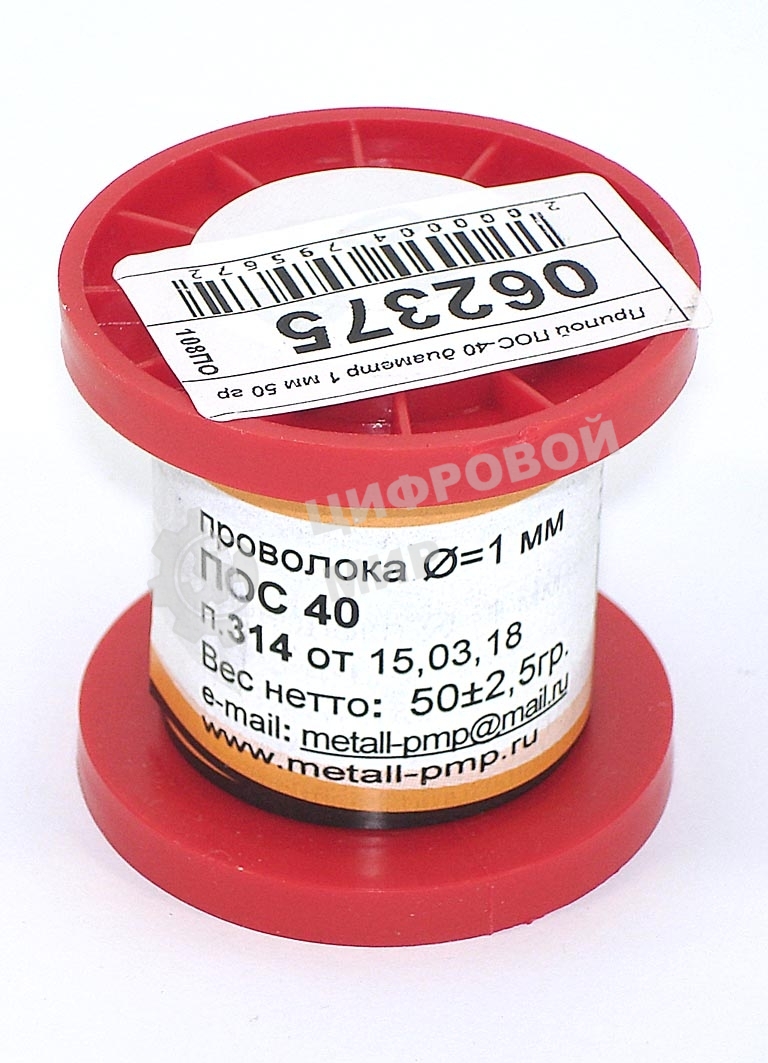 Припой ПОС-40 диаметр 1 мм 50 гр
062375
2000004795672
108ПО
ЦИФРОВОЙ
МИР
проволока Ø=1 мм
ПОС 40
п.314 от 15,03,18
Вес нетто: 50±2,5гр.
e-mail: metall-pmp@mail.ru
www.metall-pmp.ru